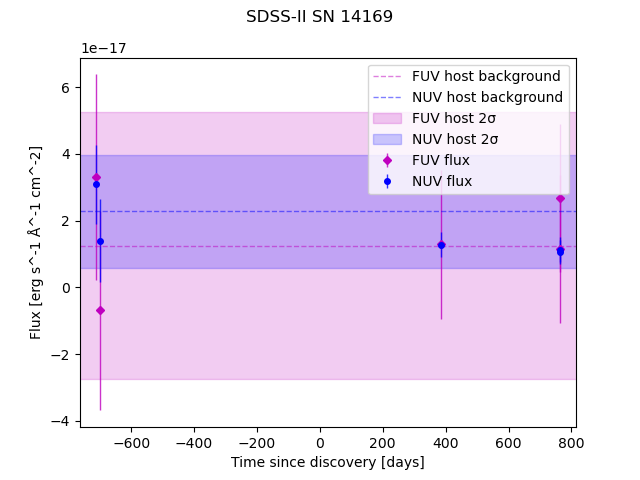 SDSS-II SN 14169
1e−17
FUV host background
NUV host background
FUV host 2σ
NUV host 2σ
FUV flux
NUV flux
6
4
2
0
−2
−4
Flux [erg s^-1 Å^-1 cm^-2]
−600 −400 −200 0 200 400 600 800
Time since discovery [days]